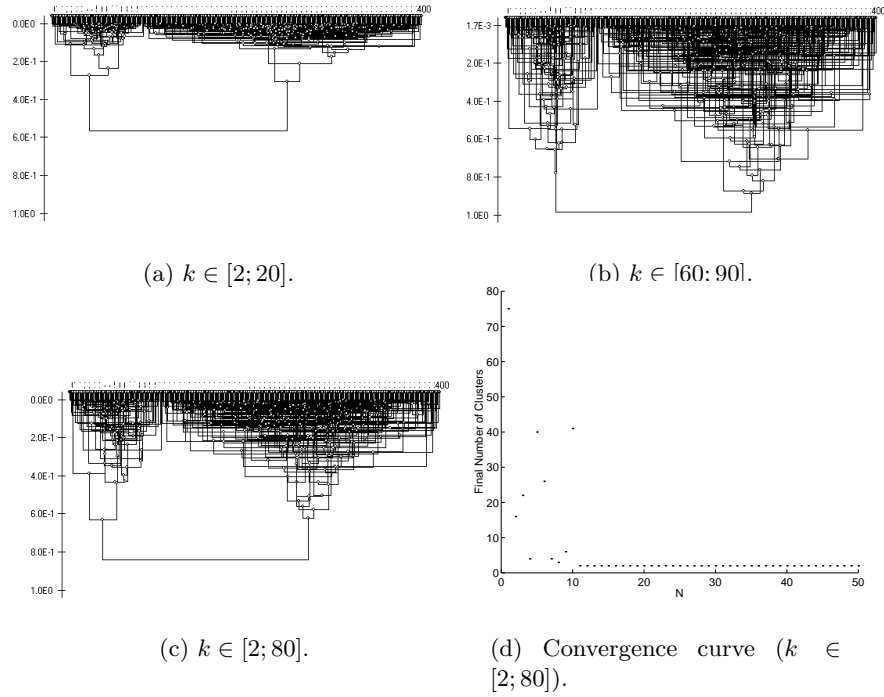 400
0.0E0
2.0E-1
4.0E-1
6.0E-1
8.0E-1
1.0E0
(a) k ∈ [2; 20].
400
1.7E-3
2.0E-1
4.0E-1
6.0E-1
8.0E-1
1.0E0
(b) k ∈ [60; 90].
400
0.0E0
2.0E-1
4.0E-1
6.0E-1
8.0E-1
1.0E0
(c) k ∈ [2; 80].
80
70
60
50
40
30
20
10
0
Final Number of Clusters
0 10 20 30 40 50
N
(d) Convergence curve (k ∈
[2; 80]).